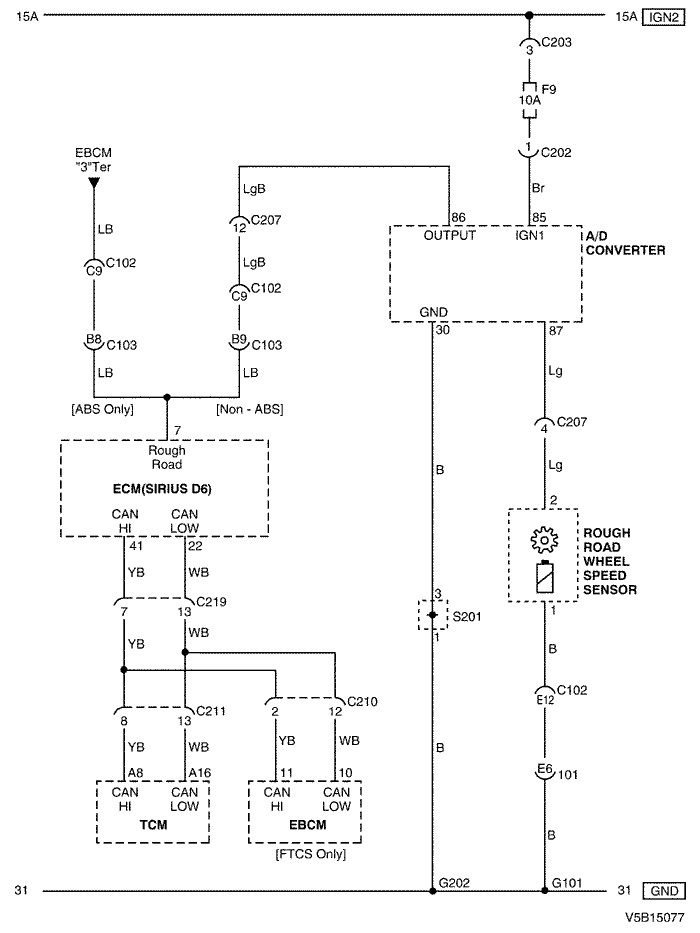 15A
15A IGN2
C203
3
F9
10A
1
C202
Br
EBCM
"3"Ter
LgB
12
C207
LB
LgB
C9
C102
C9
C102
B8
C103
B9
C103
LB
LB
[ABS Only]
[Non - ABS]
86
85
OUTPUT
IGN1
A/D
CONVERTER
GND
30
87
Lg
4
C207
B
Lg
7
Rough
Road
ECM(SIRIUS D6)
CAN
HI
CAN
LOW
41
22
YB
WB
7
13
C219
YB
WB
8
13
C211
2
12
C210
YB
WB
YB
WB
A8
A16
11
10
CAN
HI
CAN
LOW
TCM
CAN
HI
CAN
LOW
EBCM
[FTCS Only]
2
ROUGH
ROAD
WHEEL
SPEED
SENSOR
1
3
S201
1
B
C102
E12
B
E6
101
B
G202
G101
31
31 GND
V5B15077